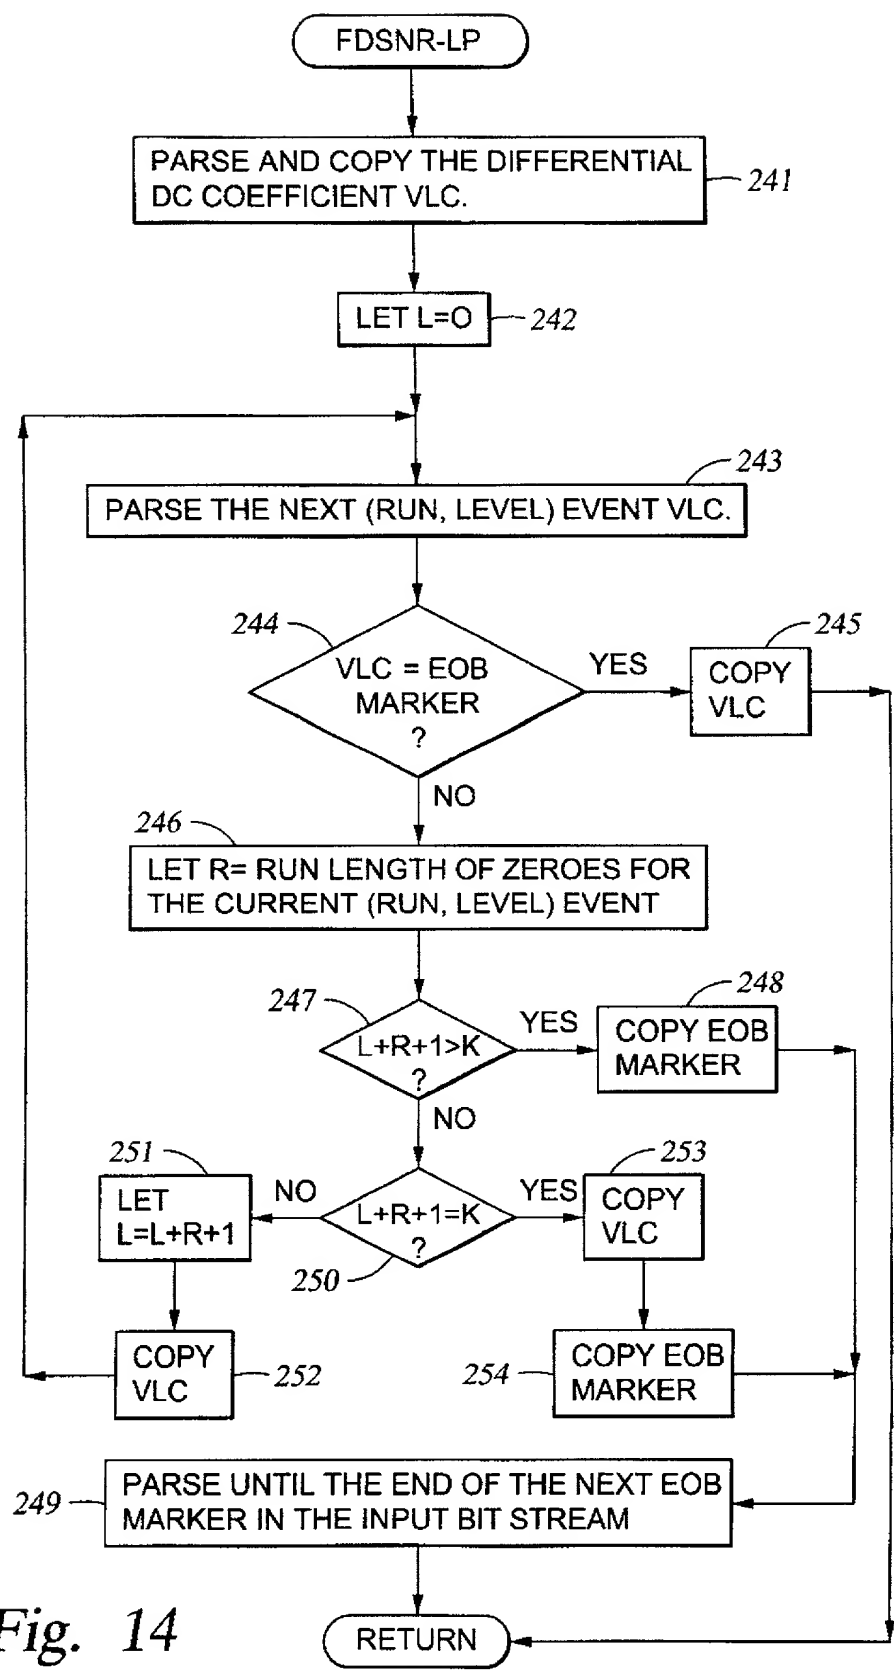 FDSNR-LP
PARSE AND COPY THE DIFFERENTIAL
DC COEFFICIENT VLC.
241
LET L=O
242
243
PARSE THE NEXT (RUN, LEVEL) EVENT VLC.
244
VLC = EOB
MARKER
?
YES
245
COPY
VLC
NO
246
LET R= RUN LENGTH OF ZEROES FOR
THE CURRENT (RUN, LEVEL) EVENT
247
L+R+1>K
?
YES
248
COPY EOB
MARKER
NO
251
LET
L=L+R+1
NO
L+R+1=K
?
250
YES
253
COPY
VLC
COPY
VLC
252
254
COPY EOB
MARKER
249
PARSE UNTIL THE END OF THE NEXT EOB
MARKER IN THE INPUT BIT STREAM
Fig. 14
RETURN